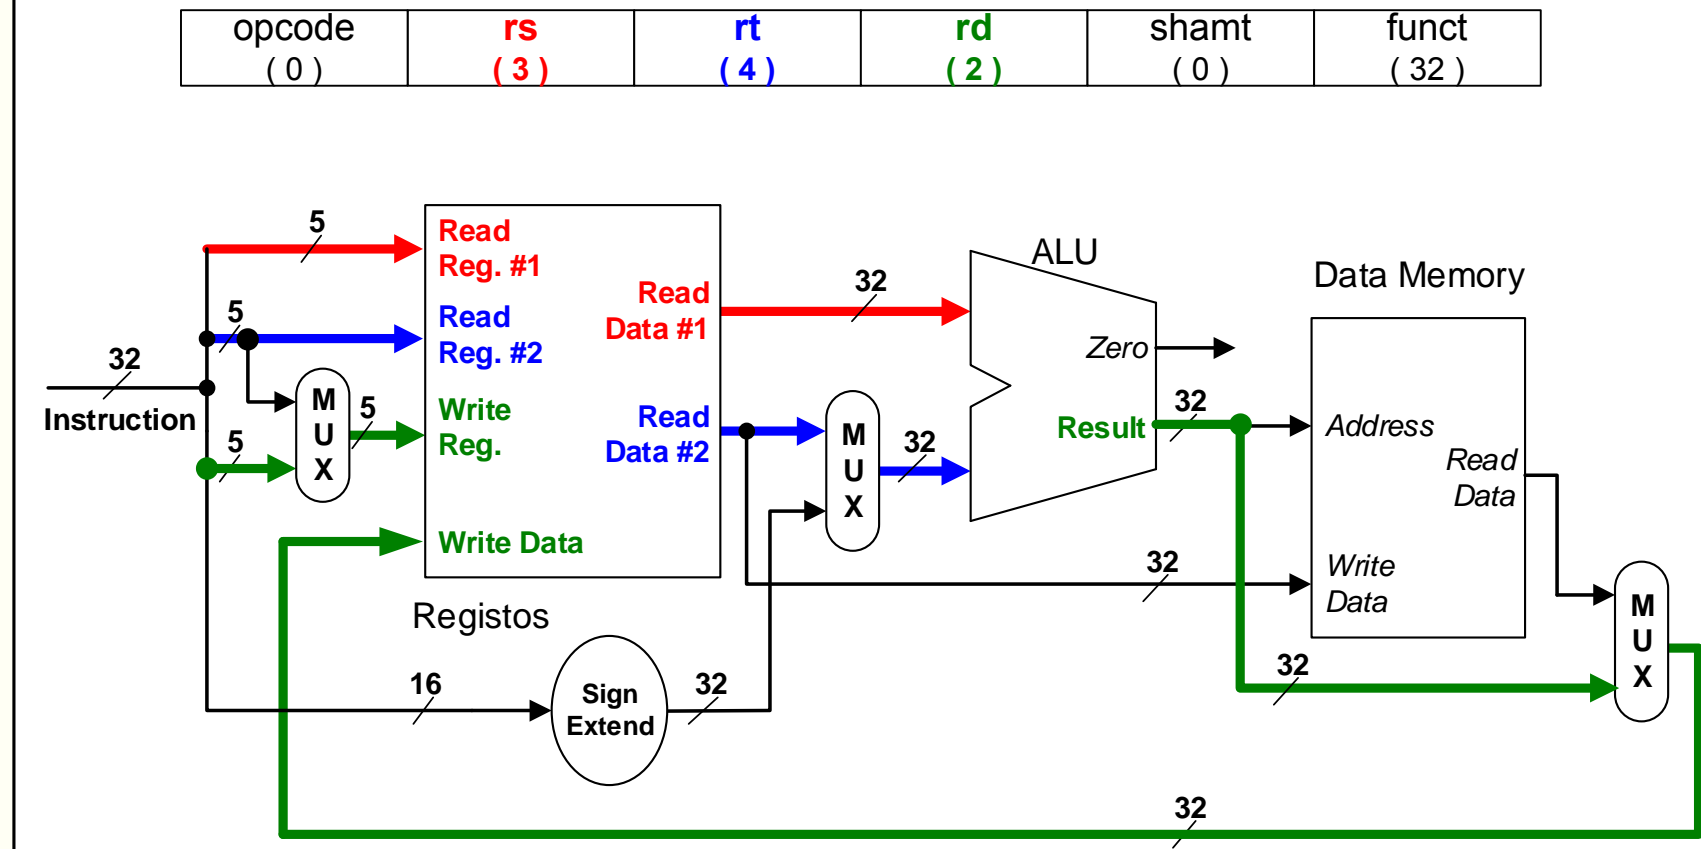 opcode rs rt rd shamt funct
( 0 ) ( 3 ) ( 4 ) ( 2 ) ( 0 ) ( 32 )
5
Read
Reg. #1
5
Read
Reg. #2
32
Instruction
M
U
X
5
5
Write
Reg.
Write Data
Read
Data #1
Read
Data #2
Registos
32
M
U
X
32
ALU
Zero
Result
32
Data Memory
Address
Read
Data
Write
Data
32
32
M
U
X
16
Sign
Extend
32
32